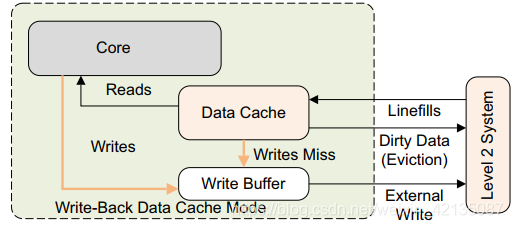 Core
Reads
Data Cache
Linefills
Writes
Writes Miss
Dirty Data
(Eviction)
Level 2 System
Write Buffer
External
Write
Write-Back Data Cache Mode